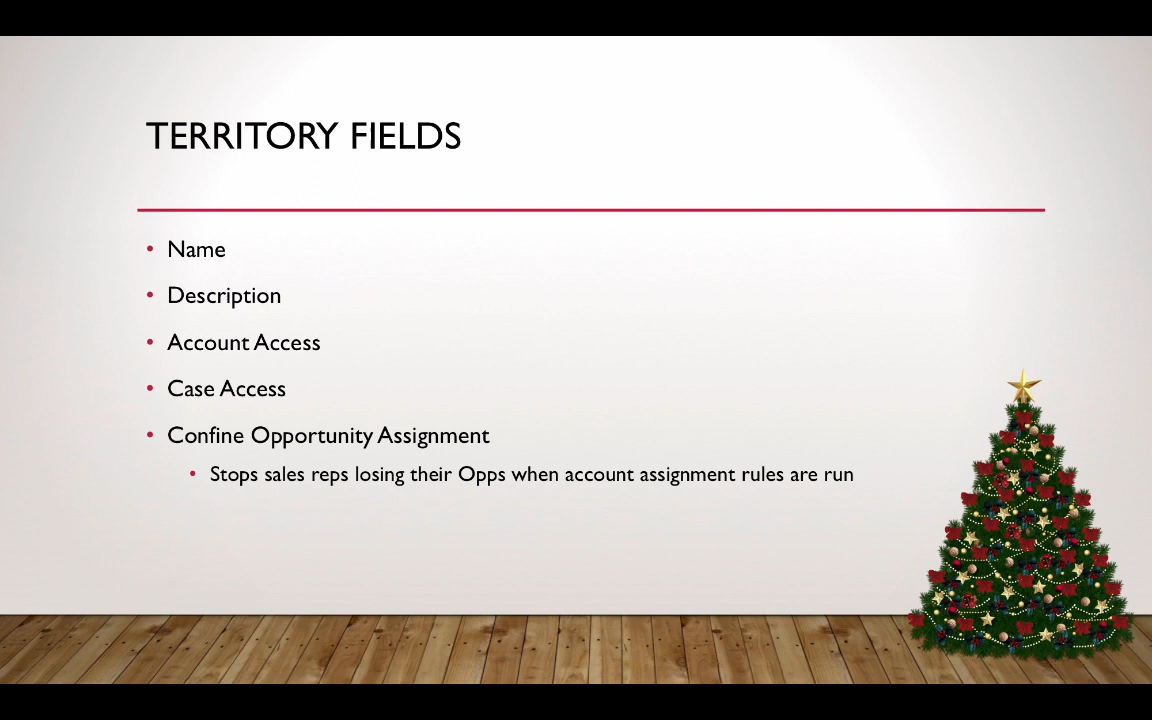 TERRITORY FIELDS
• Name
• Description
• Account Access
• Case Access
• Confine Opportunity Assignment
• Stops sales reps losing their Opps when account assignment rules are run